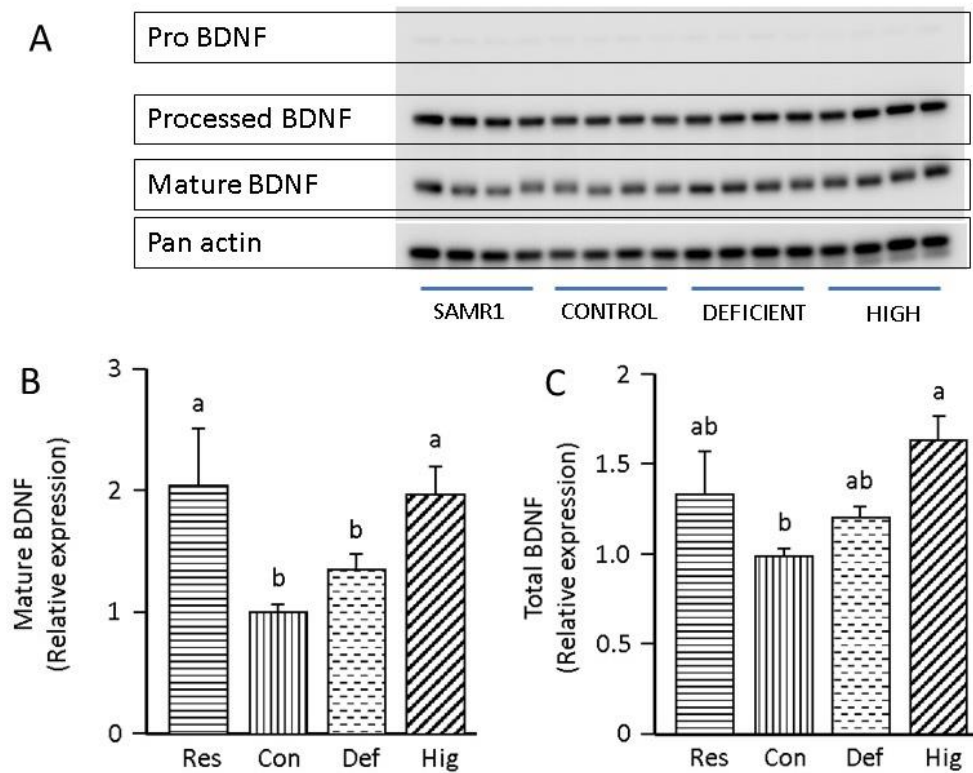 A
Pro BDNF
Processed BDNF
Mature BDNF
Pan actin
SAMR1 CONTROL DEFICIENT HIGH
B
Mature BDNF
(Relative expression)
3
2
1
0
a
b
b
a
Res Con Def Hig
C
Total BDNF
(Relative expression)
2
1.5
1.0
0.5
0
ab
b
ab
a
Res Con Def Hig